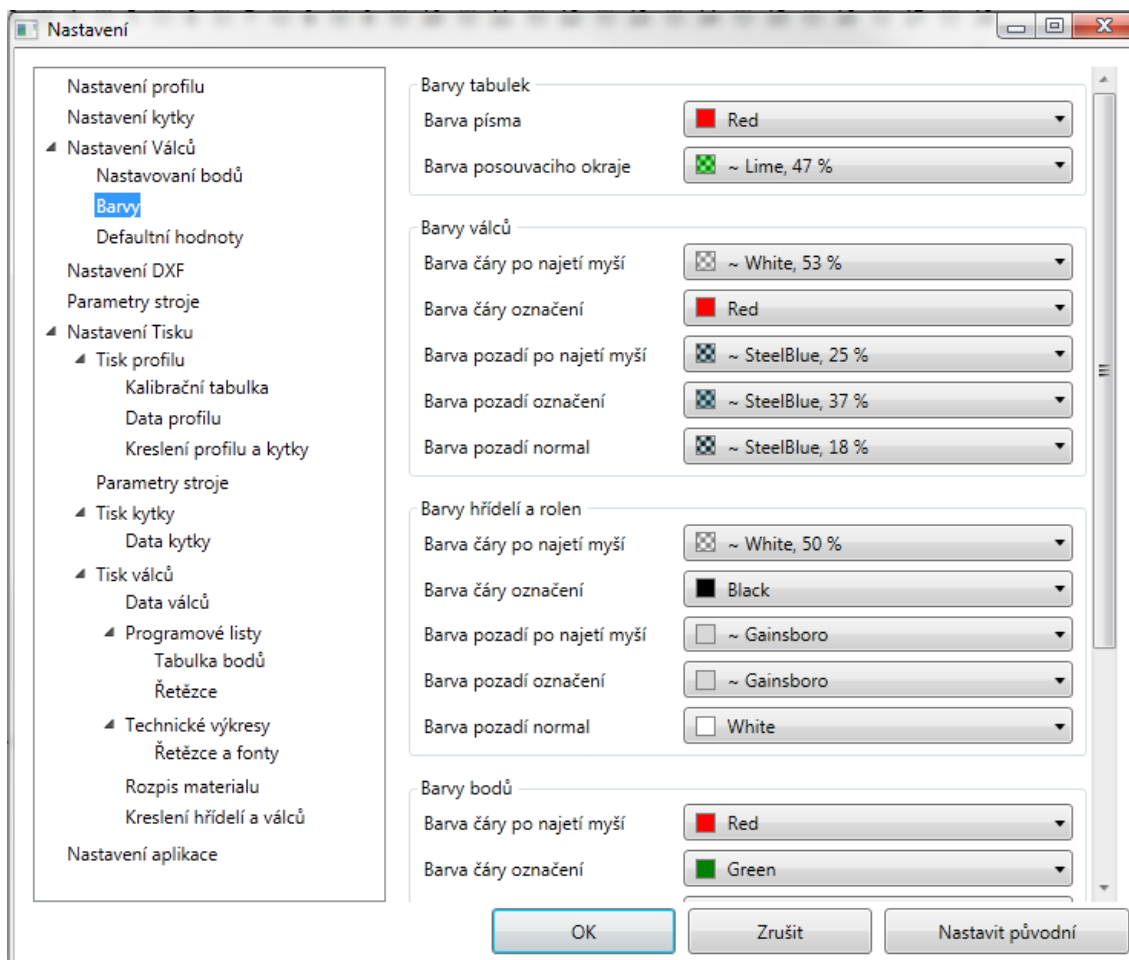 Nastavení
Nastavení profilu
Nastavení kytky
Nastavení Válců
Nastavovaní bodů
Barvy
Defaultní hodnoty
Nastavení DXF
Parametry stroje
Nastavení Tisku
Tisk profilu
Kalibrační tabulka
Data profilu
Kreslení profilu a kytky
Parametry stroje
Tisk kytky
Data kytky
Tisk válců
Data válců
Programové listy
Tabulka bodů
Řetězce
Technické výkresy
Řetězce a fonty
Rozpis materialu
Kreslení hřídelí a válců
Nastavení aplikace
Barvy tabulek
Barva písma Red
Barva posouvaciho okraje ~ Lime, 47 %
Barvy válců
Barva čáry po najetí myší ~ White, 53 %
Barva čáry označení Red
Barva pozadí po najetí myší ~ SteelBlue, 25 %
Barva pozadí označení ~ SteelBlue, 37 %
Barva pozadí normal ~ SteelBlue, 18 %
Barvy hřídelí a rolen
Barva čáry po najetí myší ~ White, 50 %
Barva čáry označení Black
Barva pozadí po najetí myší ~ Gainsboro
Barva pozadí označení ~ Gainsboro
Barva pozadí normal White
Barvy bodů
Barva čáry po najetí myší Red
Barva čáry označení Green
OK Zrušit Nastavit původní